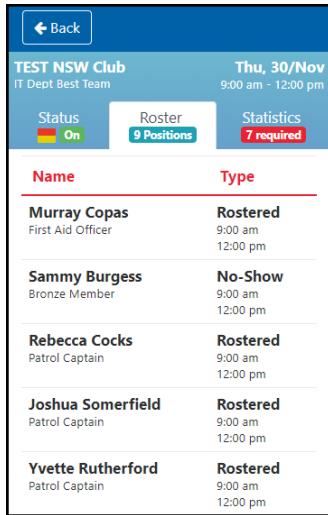 Back
TEST NSW Club Thu, 30/Nov
IT Dept Best Team 9:00 am - 12:00 pm
Status Roster Statistics
On 9 Positions 7 required
Name Type
Murray Copas Rostered
First Aid Officer 9:00 am
12:00 pm
Sammy Burgess No-Show
Bronze Member 9:00 am
12:00 pm
Rebecca Cocks Rostered
Patrol Captain 9:00 am
12:00 pm
Joshua Somerfield Rostered
Patrol Captain 9:00 am
12:00 pm
Yvette Rutherford Rostered
Patrol Captain 9:00 am
12:00 pm